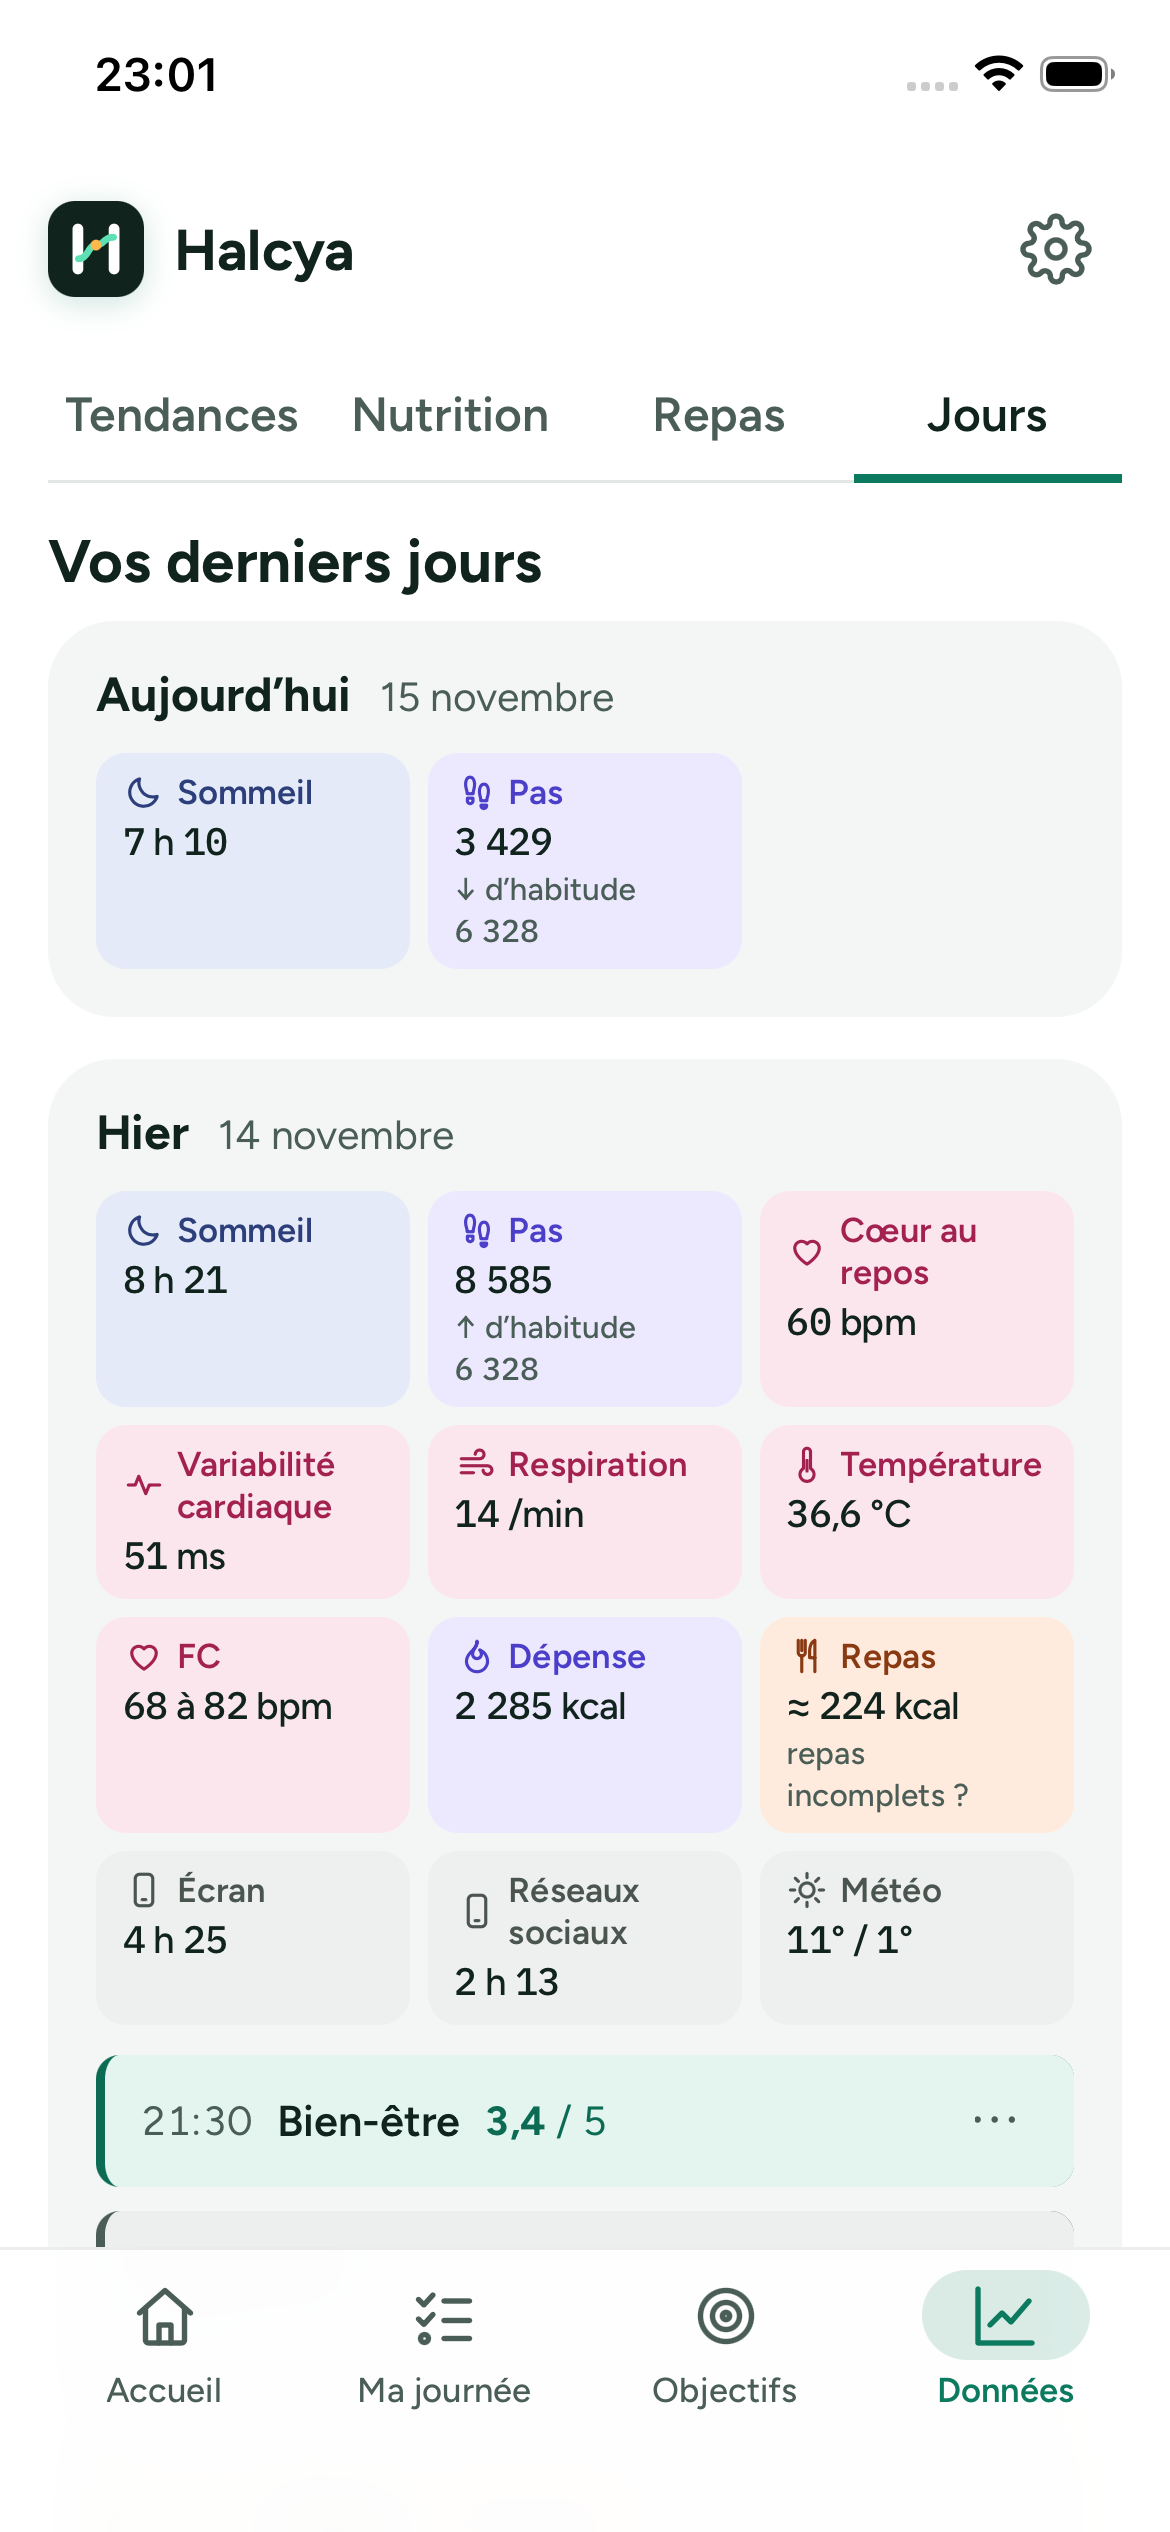 23:01
Halcya
Tendances Nutrition Repas Jours
Vos derniers jours
Aujourd’hui 15 novembre
Sommeil
7 h 10
Pas
3 429
↓ d’habitude
6 328
Hier 14 novembre
Sommeil
8 h 21
Pas
8 585
↑ d’habitude
6 328
Cœur au
repos
60 bpm
Variabilité
cardiaque
51 ms
Respiration
14 /min
Température
36,6 °C
FC
68 à 82 bpm
Dépense
2 285 kcal
Repas
≈ 224 kcal
repas
incomplets ?
Écran
4 h 25
Réseaux
sociaux
2 h 13
Météo
11° / 1°
21:30 Bien-être 3,4 / 5 ...
Accueil Ma journée Objectifs Données